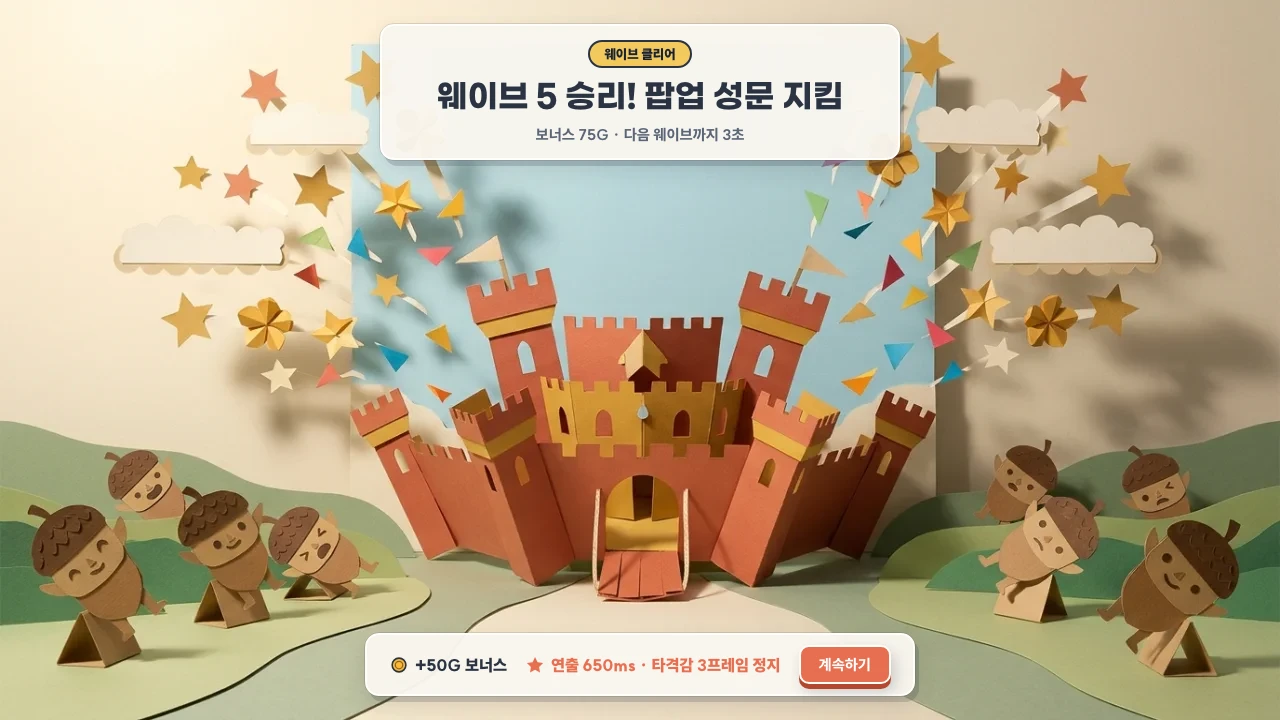 웨이브 클리어
웨이브 5 승리! 팝업 성문 지킴
보너스 75G · 다음 웨이브까지 3초
+50G 보너스
★ 연출 650ms · 타격감 3프레임 정지
계속하기